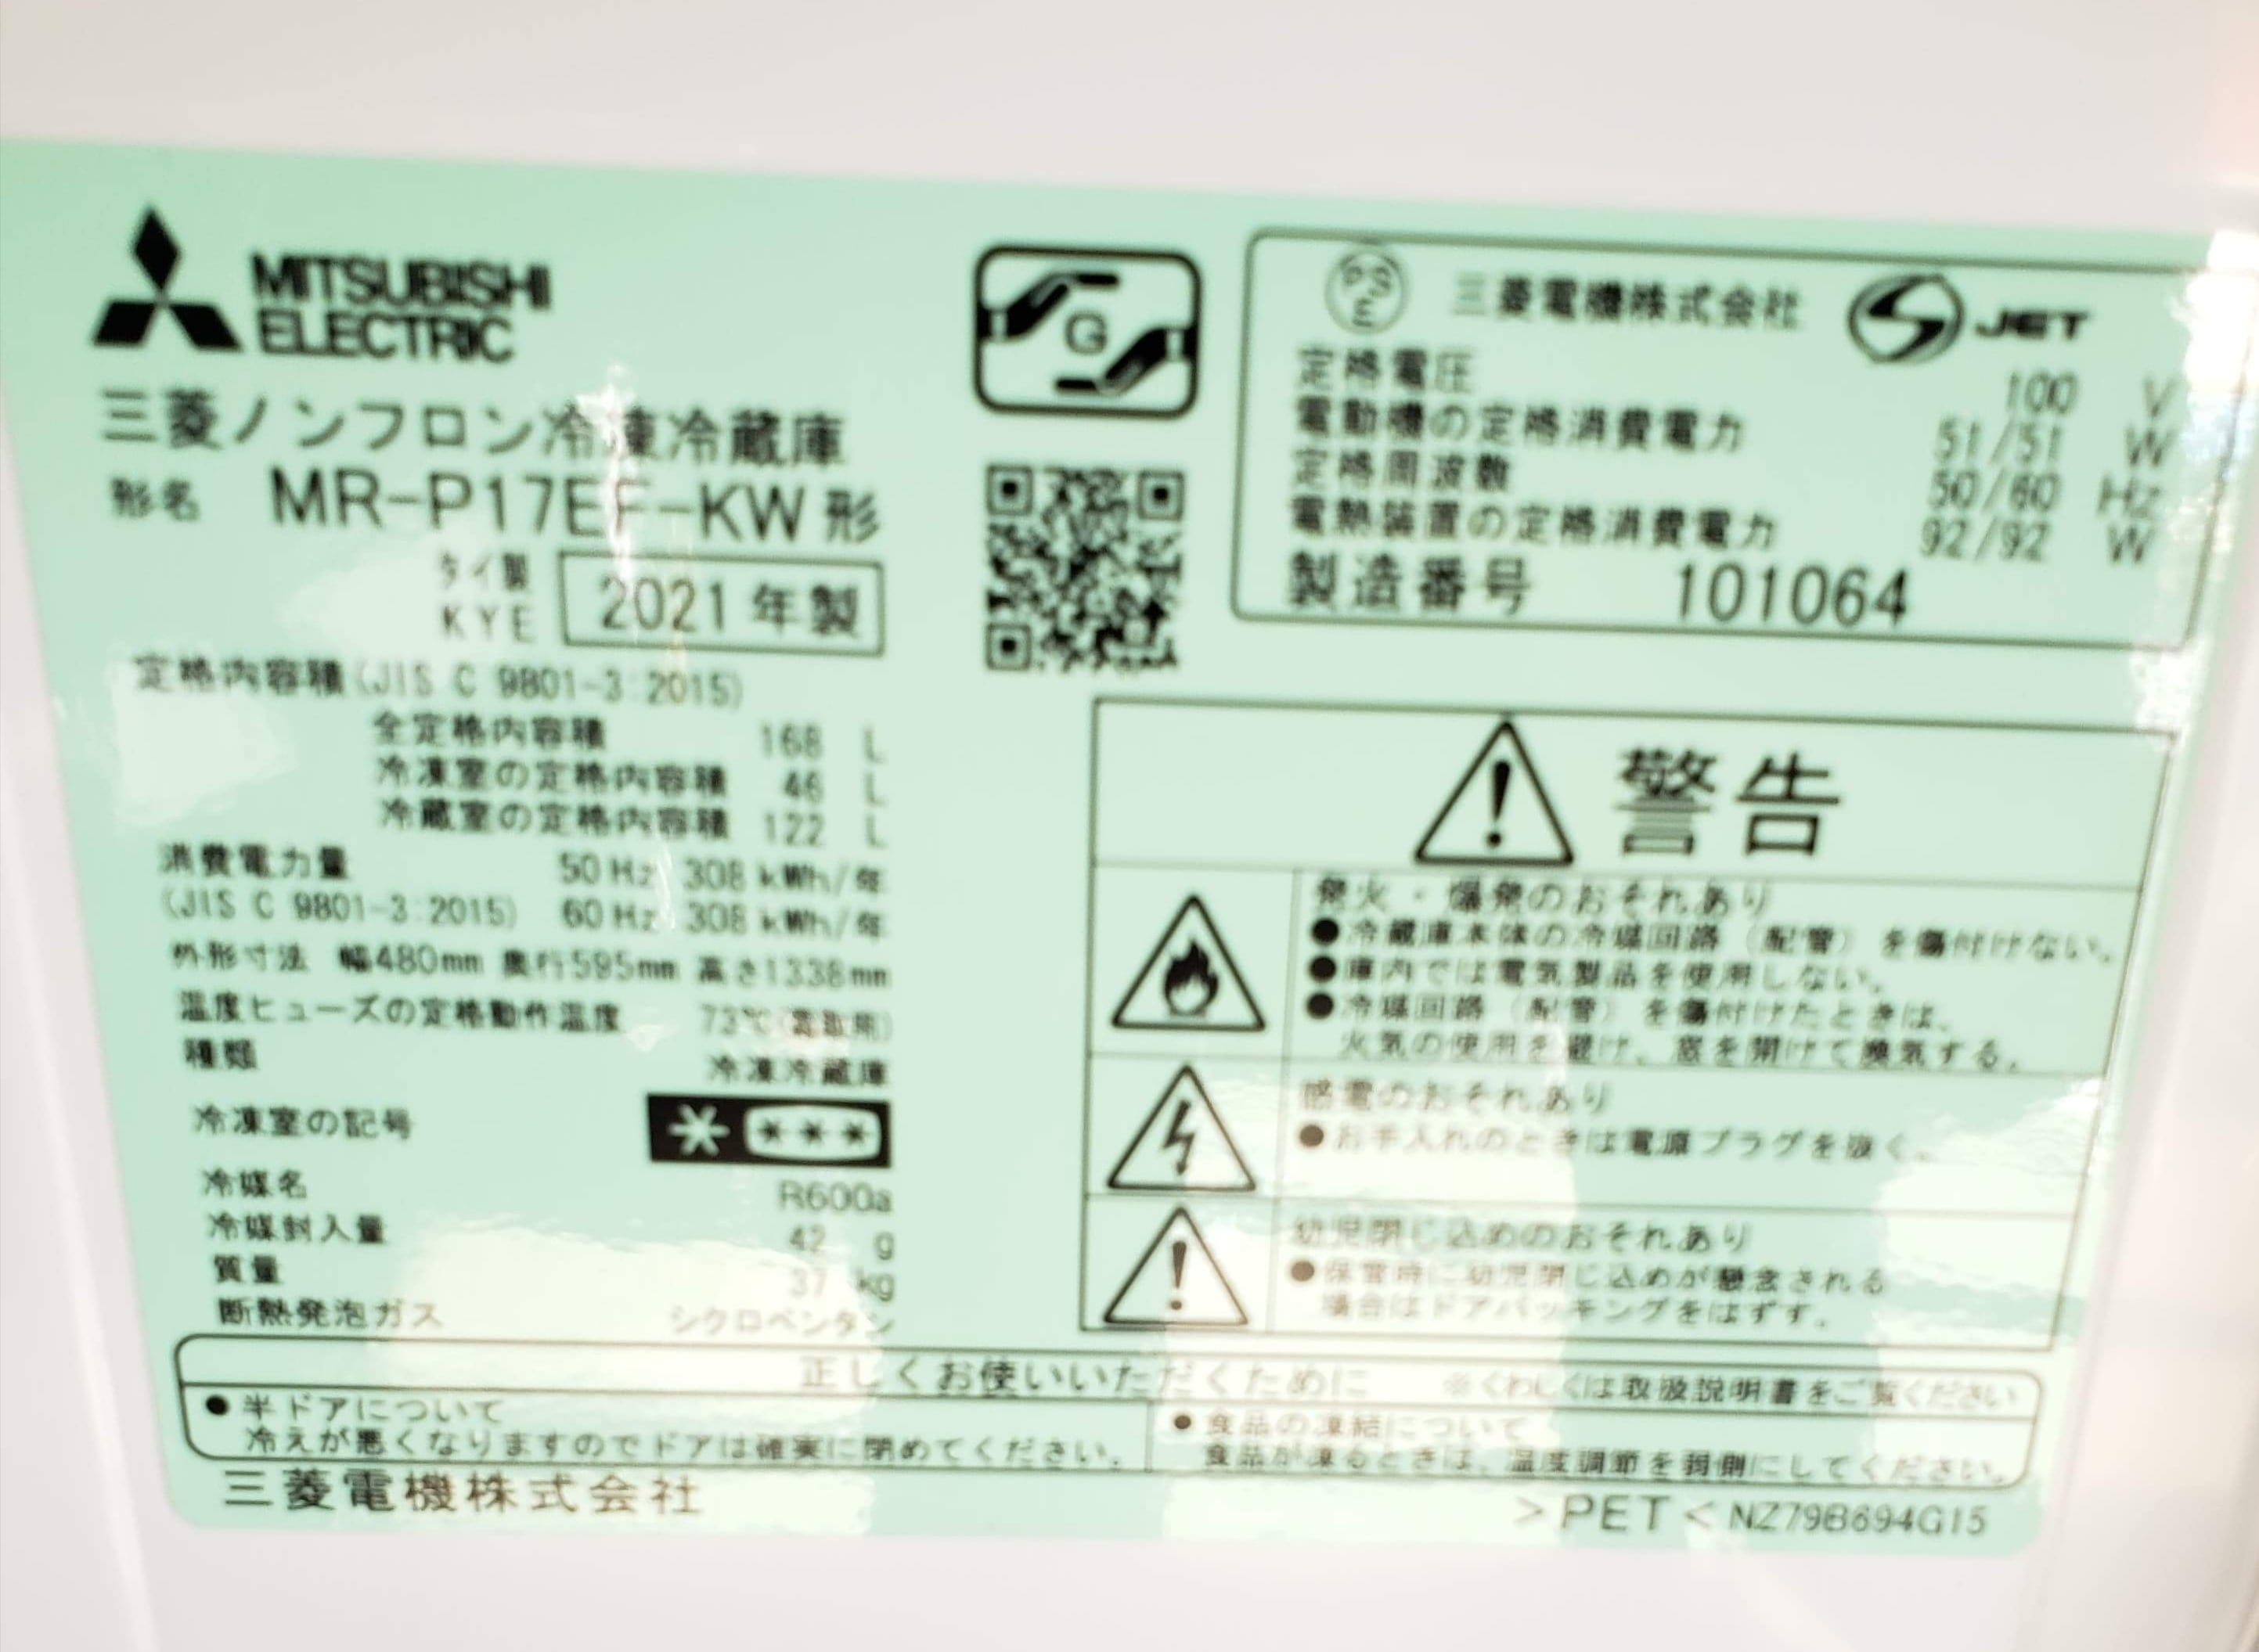 MITSUBISHI
ELECTRIC
三菱ノンフロン冷凍冷蔵庫
形名 MR-P17EF-KW形
タイ製
KYE
2021年製
定格内容積(JIS C 9801-3:2015)
全定格内容積 168 L
冷凍室の定格内容積 46 L
冷蔵室の定格内容積 122 L
消費電力量 50Hz 308 kWh/年
(JIS C 9801-3:2015) 60Hz 308 kWh/年
外形寸法 幅480mm 奥行595mm 高さ1338mm
温度ヒューズの定格動作温度 73℃(霜取用)
種類 冷凍冷蔵庫
冷凍室の記号
冷媒名 R600a
冷媒封入量 42 g
質量 37 kg
断熱発泡ガス シクロペンタン
G
PSE 三菱電機株式会社 JET
定格電圧 100 V
電動機の定格消費電力 51/51 W
定格周波数 50/60 Hz
電熱装置の定格消費電力 92/92 W
製造番号 101064
警告
発火・爆発のおそれあり
●冷蔵庫本体の冷媒回路(配管)を傷付けない。
●庫内では電気製品を使用しない。
●冷媒回路(配管)を傷付けたときは、
火気の使用を避け、窓を開けて換気する。
感電のおそれあり
●お手入れのときは電源プラグを抜く。
幼児閉じ込めのおそれあり
●保管時に幼児閉じ込めが懸念される
場合はドアパッキングをはずす。
正しくお使いいただくために ※くわしくは取扱説明書をご覧ください
●半ドアについて
冷えが悪くなりますのでドアは確実に閉めてください。
●食品の凍結について
食品が凍るときは、温度調節を弱側にしてください。
三菱電機株式会社
>PET< NZ79B694G15